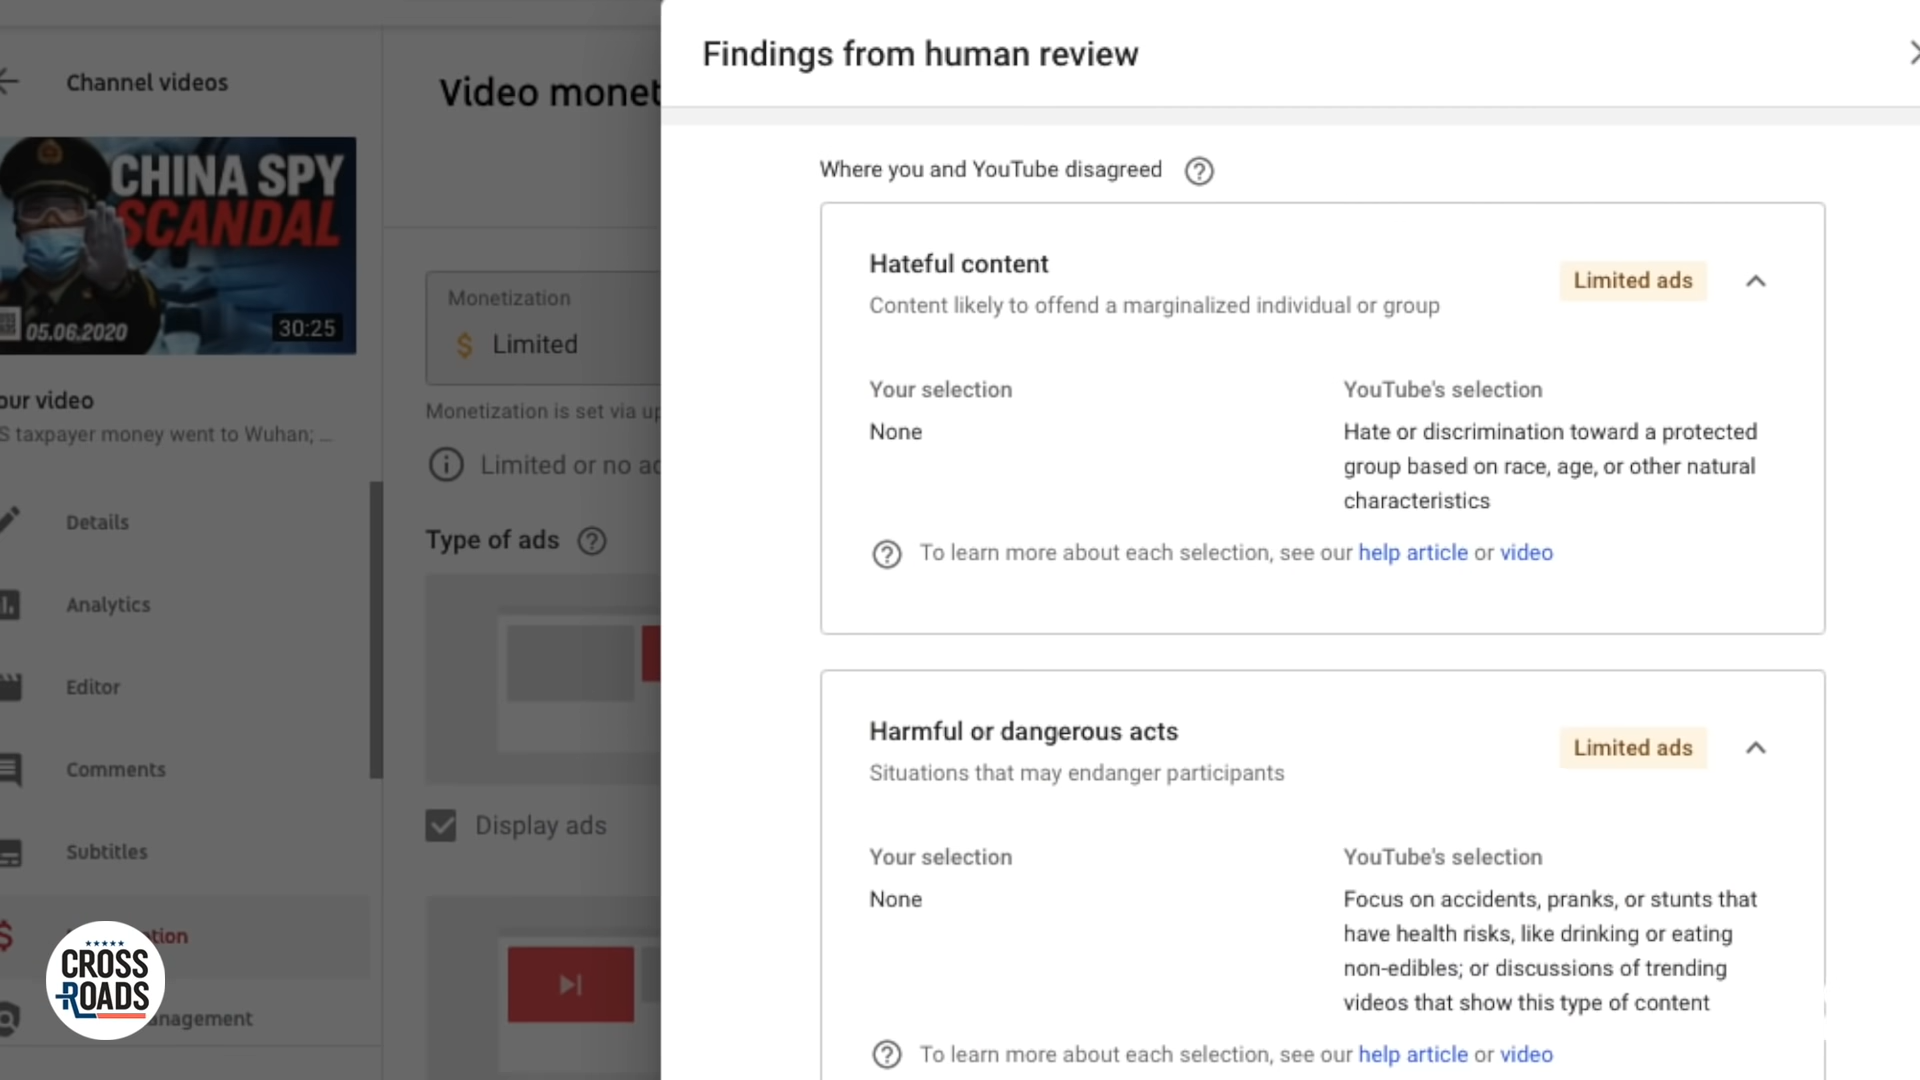 Findings from human review
Channel videos
Video monet
CHINA SPY
SCANDAL
05.06.2020
30:25
our video
S taxpayer money went to Wuhan; ...
Details
Analytics
Editor
Comments
Subtitles
ation
anagement
CROSS
ROADS
Monetization
$ Limited
Monetization is set via up
Limited or no ad
Type of ads
Display ads
Where you and YouTube disagreed
Hateful content
Limited ads
Content likely to offend a marginalized individual or group
Your selection
None
YouTube's selection
Hate or discrimination toward a protected
group based on race, age, or other natural
characteristics
To learn more about each selection, see our help article or video
Harmful or dangerous acts
Limited ads
Situations that may endanger participants
Your selection
None
YouTube's selection
Focus on accidents, pranks, or stunts that
have health risks, like drinking or eating
non-edibles; or discussions of trending
videos that show this type of content
To learn more about each selection, see our help article or video